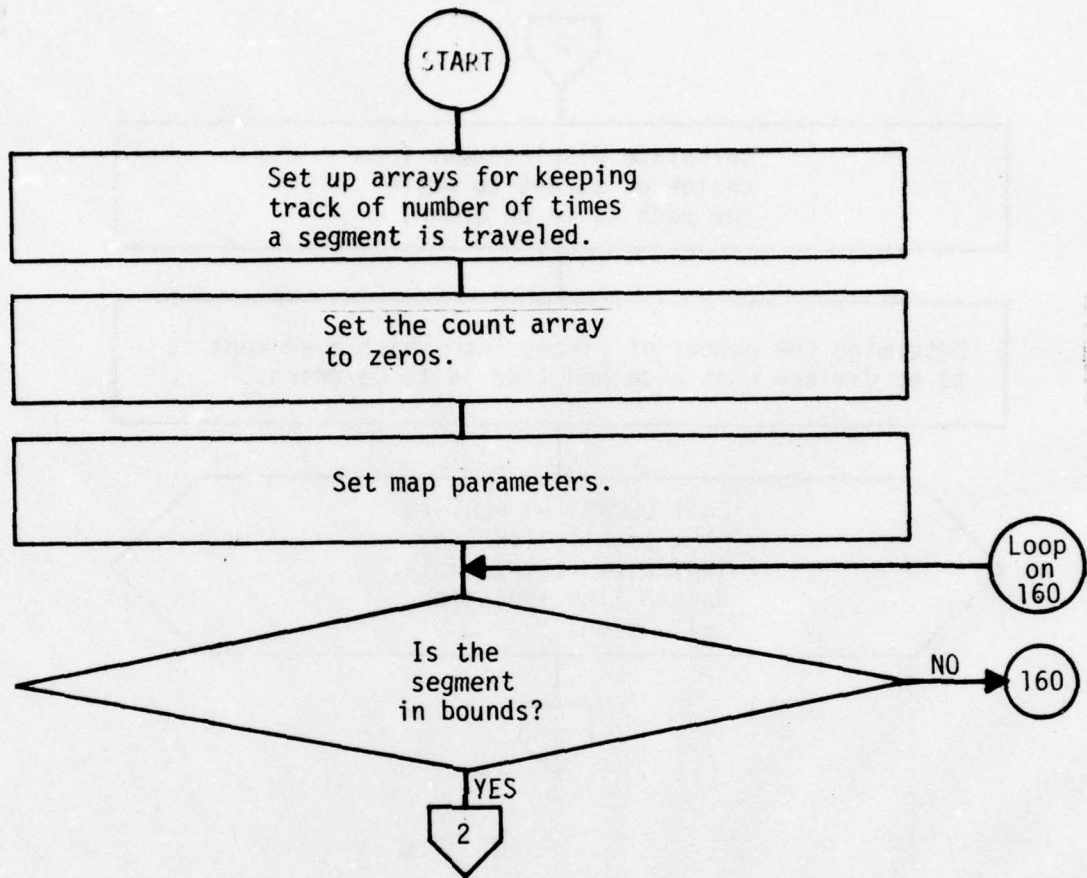 START
Set up arrays for keeping
track of number of times
a segment is traveled.
Set the count array
to zeros.
Set map parameters.
Loop
on
160
Is the
segment
in bounds?
NO
160
YES
2